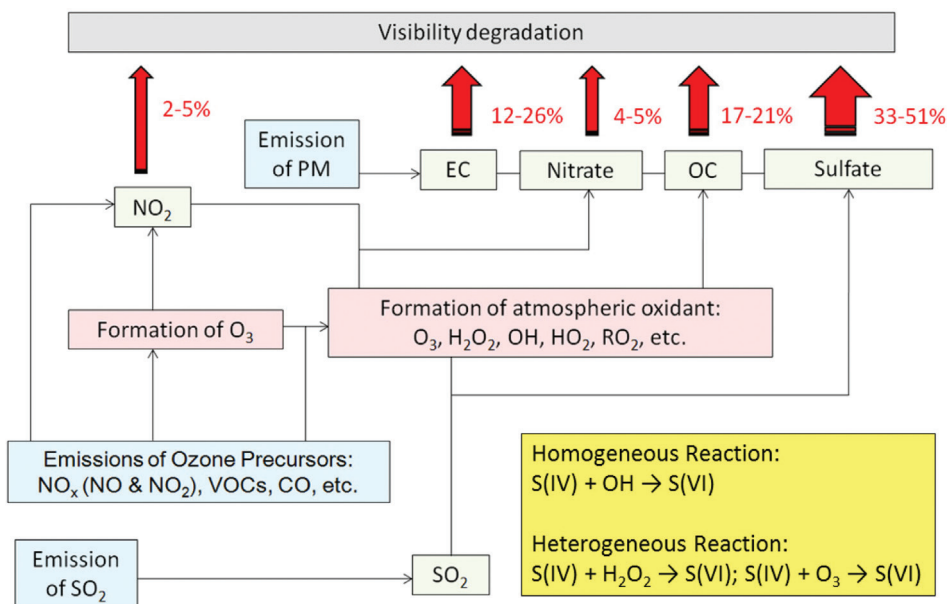 Visibility degradation
2-5%
12-26%
4-5%
17-21%
33-51%
Emission
of PM
EC
Nitrate
OC
Sulfate
NO₂
Formation of O₃
Formation of atmospheric oxidant:
O₃, H₂O₂, OH, HO₂, RO₂, etc.
Emissions of Ozone Precursors:
NOₓ (NO & NO₂), VOCs, CO, etc.
Homogeneous Reaction:
S(IV) + OH → S(VI)
Heterogeneous Reaction:
S(IV) + H₂O₂ → S(VI); S(IV) + O₃ → S(VI)
Emission
of SO₂
SO₂